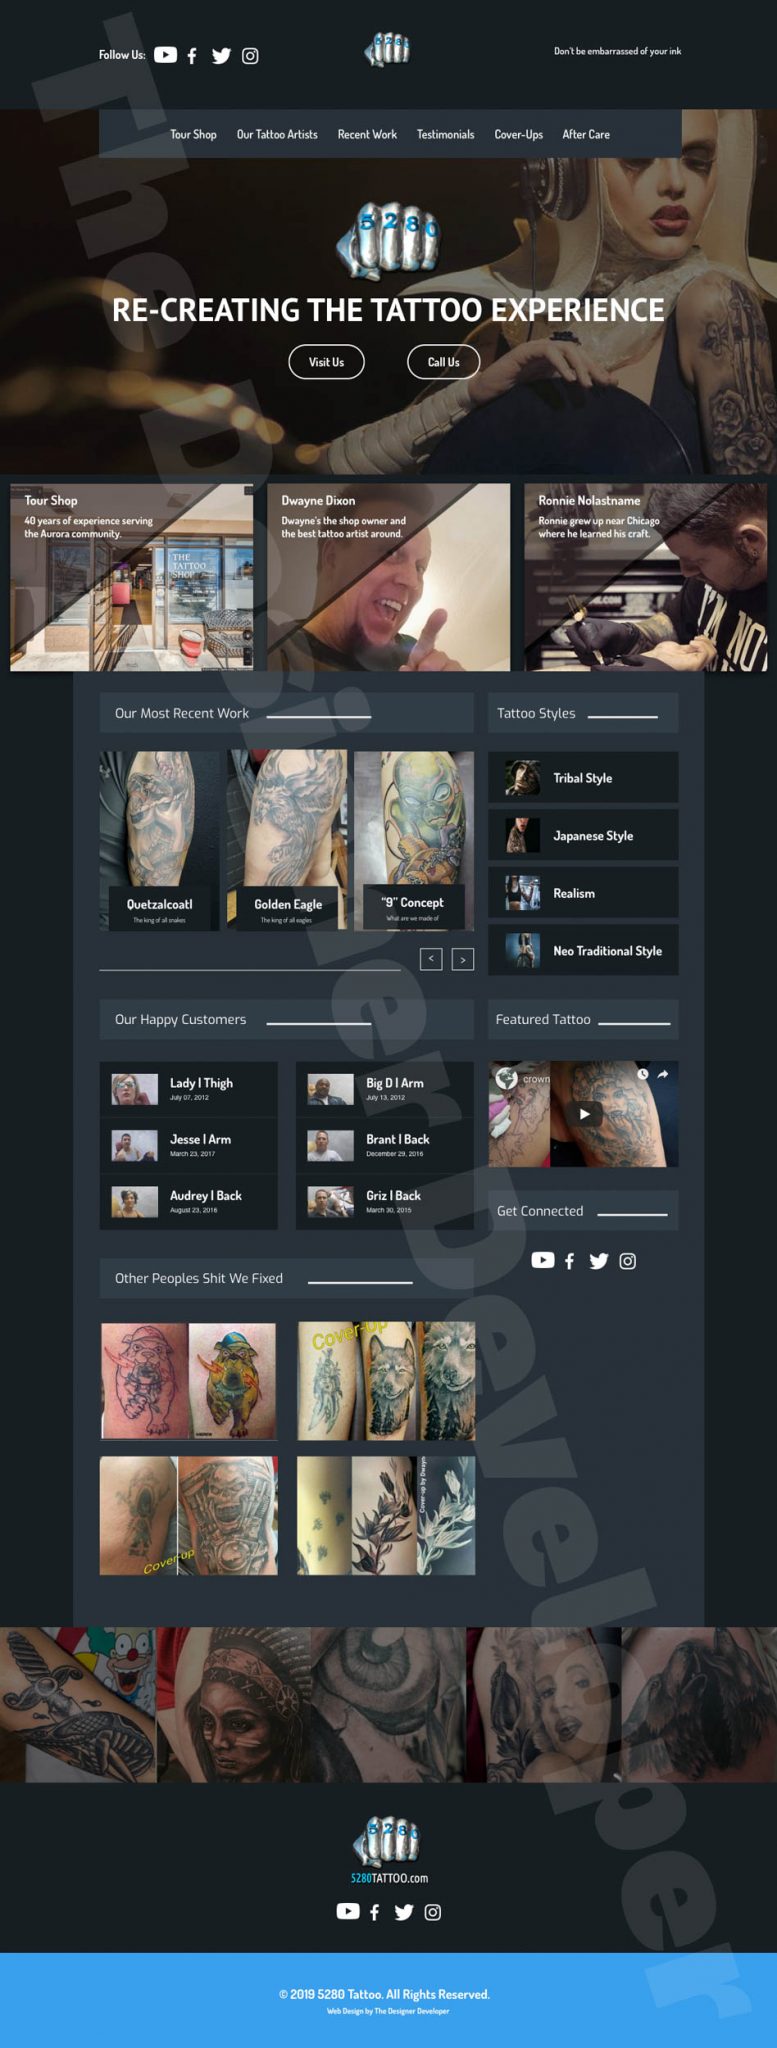 Follow Us:
5280
Don't be embarrassed of your ink
Tour Shop
Our Tattoo Artists
Recent Work
Testimonials
Cover-Ups
After Care
5280
RE-CREATING THE TATTOO EXPERIENCE
Visit Us
Call Us
Tour Shop
40 years of experience serving
the Aurora community.
THE
TATTOO
SHOP
Dwayne Dixon
Dwayne's the shop owner and
the best tattoo artist around.
Ronnie Nolastname
Ronnie grew up near Chicago
where he learned his craft.
I'M NO
Our Most Recent Work
Tattoo Styles
Quetzalcoatl
The king of all snakes
Golden Eagle
The king of all eagles
"9" Concept
What are we made of
Tribal Style
Japanese Style
Realism
Neo Traditional Style
< >
Our Happy Customers
Featured Tattoo
Lady | Thigh
July 07, 2012
Big D | Arm
July 13, 2012
Jesse | Arm
March 23, 2017
Brant | Back
December 29, 2016
Audrey | Back
August 23, 2016
Griz | Back
March 30, 2015
crown
Get Connected
Other Peoples Shit We Fixed
Cover-up
Cover-up
Cover-up by Dwayn
5280
5280TATTOO.com
© 2019 5280 Tattoo. All Rights Reserved.
Web Design by The Designer Developer
The Designer Developer